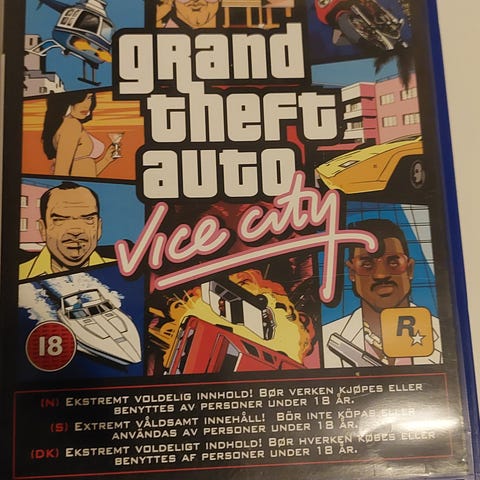 grand
theft
auto
Vice City
18
R
(N) EKSTREMT VOLDELIG INNHOLD! BØR VERKEN KJØPES ELLER
BENYTTES AV PERSONER UNDER 18 ÅR.
(S) EXTREMT VÅLDSAMT INNEHÅLL! BÖR INTE KÖPAS ELLER
ANVÄNDAS AV PERSONER UNDER 18 ÅR.
(DK) EKSTREMT VOLDELIGT INDHOLD! BØR HVERKEN KØBES ELLER
BENYTTES AF PERSONER UNDER 18 ÅR.